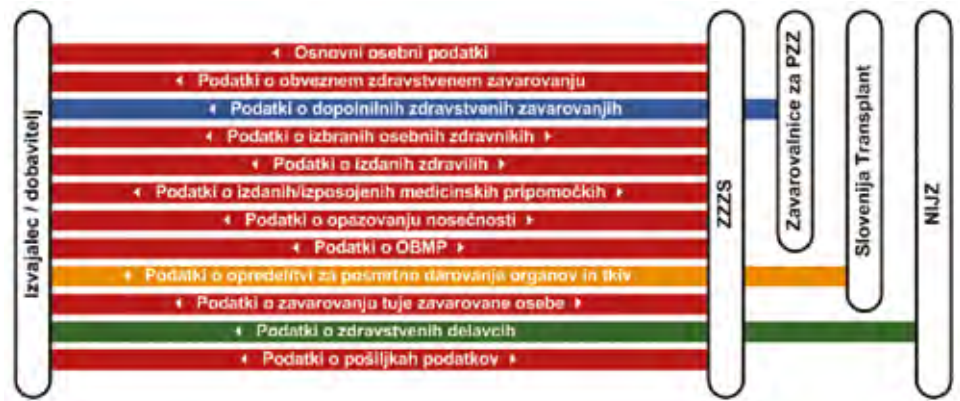 Izvajalec / dobavitelj
Osnovni osebni podatki
Podatki o obveznem zdravstvenem zavarovanju
Podatki o dopolnilnih zdravstvenih zavarovanjih
Podatki o izbranih osebnih zdravnikih
Podatki o izdanih zdravilih
Podatki o izdanih/izposojenih medicinskih pripomočkih
Podatki o opazovanju nosečnosti
Podatki o OBMP
Podatki o opredelitvi za posmrtno darovanje organov in tkiv
Podatki o zavarovanju tuje zavarovane osebe
Podatki o zdravstvenih delavcih
Podatki o pošiljkah podatkov
ZZZS
Zavarovalnice za PZZ
Slovenija Transplant
NIJZ